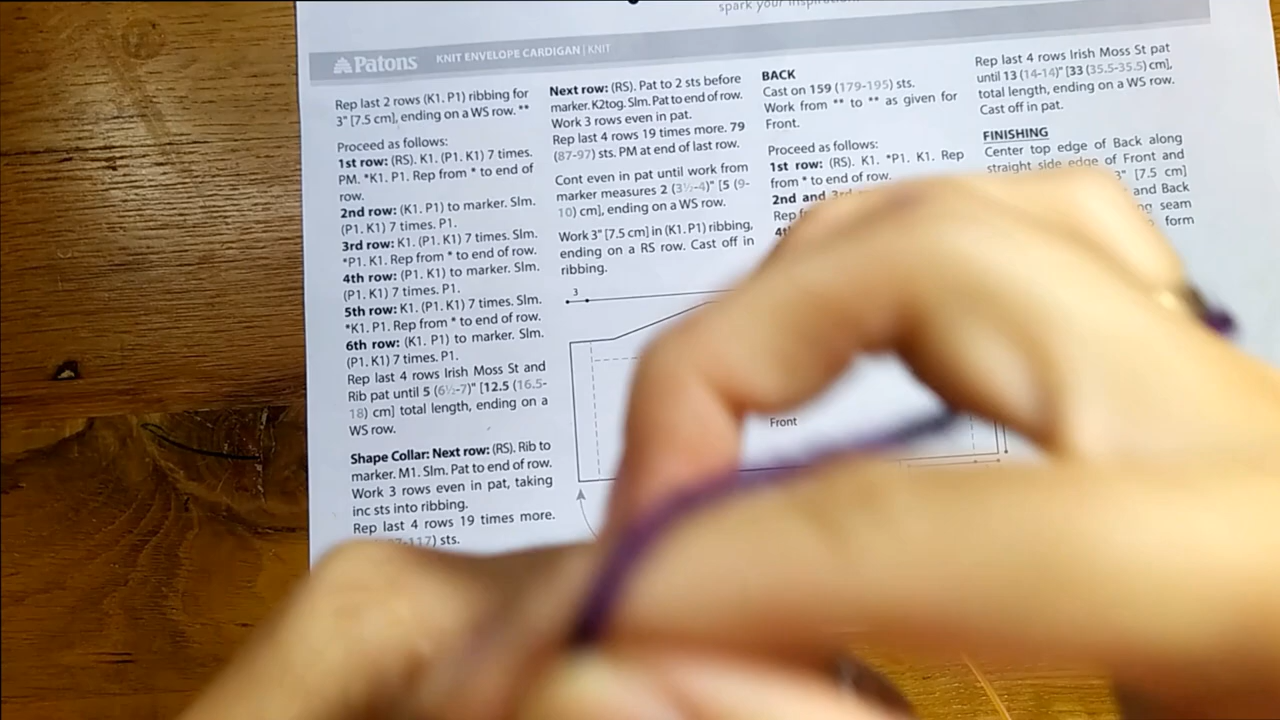 spark your
Patons KNIT ENVELOPE CARDIGAN | KNIT
Rep last 2 rows (K1. P1) ribbing for
3" [7.5 cm], ending on a WS row. **
Proceed as follows:
1st row: (RS). K1. (P1. K1) 7 times.
PM. *K1. P1. Rep from * to end of
row.
2nd row: (K1. P1) to marker. Slm.
(P1. K1) 7 times. P1.
3rd row: K1. (P1. K1) 7 times. Slm.
*P1. K1. Rep from * to end of row.
4th row: (P1. K1) to marker. Slm.
(P1. K1) 7 times. P1.
5th row: K1. (P1. K1) 7 times. Slm.
*K1. P1. Rep from * to end of row.
6th row: (K1. P1) to marker. Slm.
(P1. K1) 7 times. P1.
Rep last 4 rows Irish Moss St and
Rib pat until 5 (6½-7)" [12.5 (16.5-
18) cm] total length, ending on a
WS row.
Shape Collar: Next row: (RS). Rib to
marker. M1. Slm. Pat to end of row.
Work 3 rows even in pat, taking
inc sts into ribbing.
Rep last 4 rows 19 times more.
-117) sts.
Next row: (RS). Pat to 2 sts before
marker. K2tog. Slm. Pat to end of row.
Work 3 rows even in pat.
Rep last 4 rows 19 times more. 79
(87-97) sts. PM at end of last row.
Cont even in pat until work from
marker measures 2 (3½-4)" [5 (9-
10) cm], ending on a WS row.
Work 3" [7.5 cm] in (K1. P1) ribbing,
ending on a RS row. Cast off in
ribbing.
3
Front
BACK
Cast on 159 (179-195) sts.
Work from ** to ** as given for
Front.
Proceed as follows:
1st row: (RS). K1. *P1. K1. Rep
from * to end of row.
2nd and 3rd
Rep
Rep last 4 rows Irish Moss St pat
until 13 (14-14)" [33 (35.5-35.5) cm],
total length, ending on a WS row.
Cast off in pat.
FINISHING
Center top edge of Back along
straight side edge of Front and
3" [7.5 cm]
and Back
seam
form